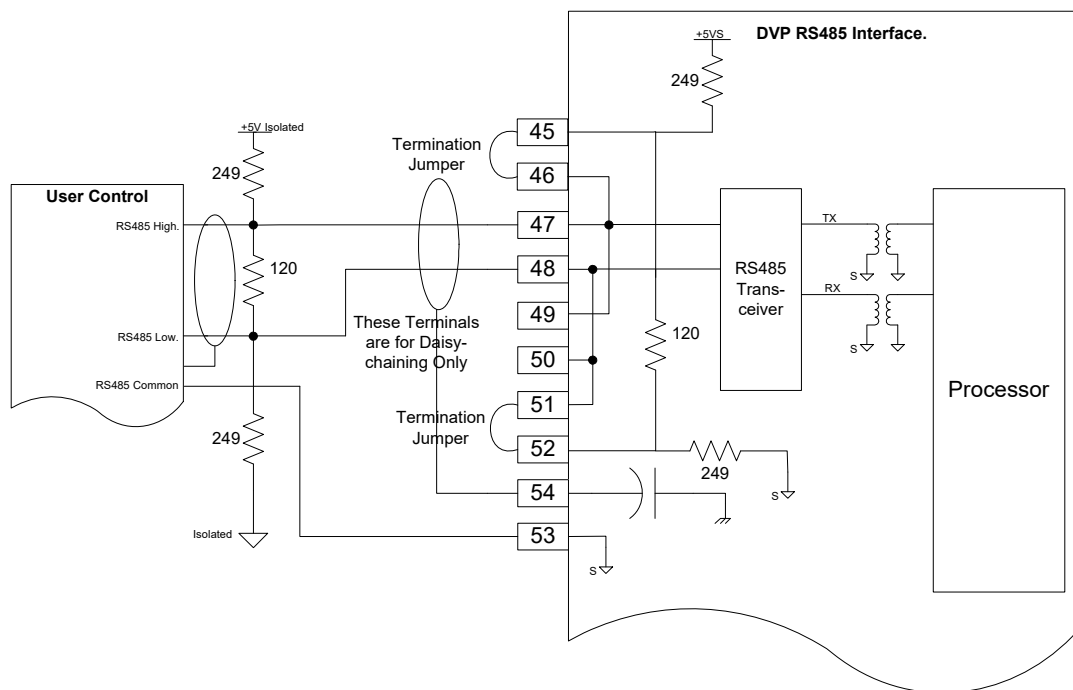 DVP RS485 Interface.
+5VS
249
+5V Isolated
249
Termination
Jumper
45
46
User Control
RS485 High.
47
TX
120
48
RS485
Trans-
ceiver
S
RX
49
These Terminals
are for Daisy-
chaining Only
120
RS485 Low.
50
S
RS485 Common
51
Processor
Termination
Jumper
249
52
249
S
54
Isolated
53
S